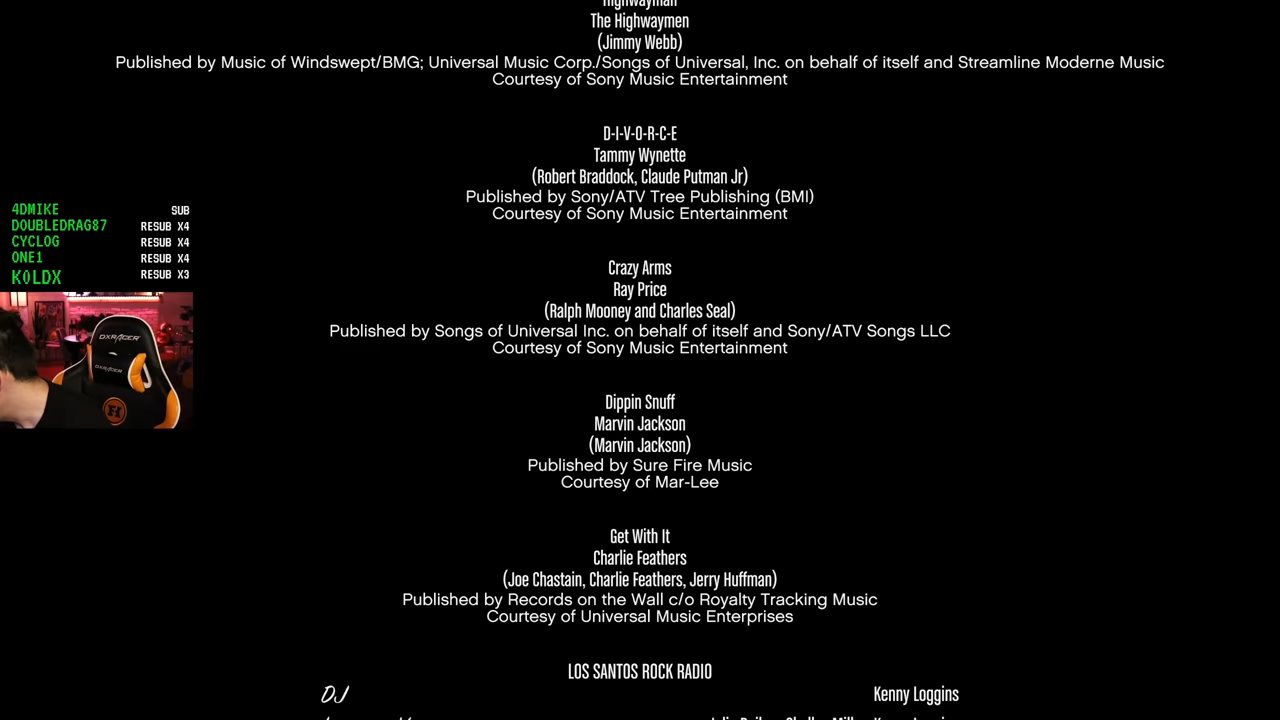 Highwayman
The Highwaymen
(Jimmy Webb)
Published by Music of Windswept/BMG; Universal Music Corp./Songs of Universal, Inc. on behalf of itself and Streamline Moderne Music
Courtesy of Sony Music Entertainment
D-I-V-O-R-C-E
Tammy Wynette
(Robert Braddock, Claude Putman Jr)
Published by Sony/ATV Tree Publishing (BMI)
Courtesy of Sony Music Entertainment
4DMIKE SUB
DOUBLEDRAG87 RESUB X4
CYCLOG RESUB X4
ONE1 RESUB X4
K0LDX RESUB X3
Crazy Arms
Ray Price
(Ralph Mooney and Charles Seal)
Published by Songs of Universal Inc. on behalf of itself and Sony/ATV Songs LLC
Courtesy of Sony Music Entertainment
DXRACER
DXRACER
Dippin Snuff
Marvin Jackson
(Marvin Jackson)
Published by Sure Fire Music
Courtesy of Mar-Lee
Get With It
Charlie Feathers
(Joe Chastain, Charlie Feathers, Jerry Huffman)
Published by Records on the Wall c/o Royalty Tracking Music
Courtesy of Universal Music Enterprises
LOS SANTOS ROCK RADIO
DJ Kenny Loggins